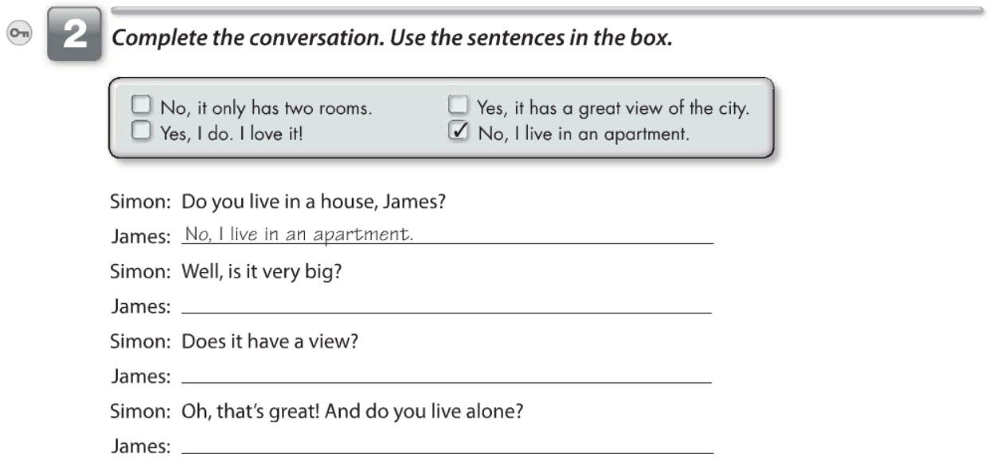 2 Complete the conversation. Use the sentences in the box.
No, it only has two rooms. Yes, it has a great view of the city.
Yes, I do. I love it! ✓ No, I live in an apartment.
Simon: Do you live in a house, James?
James: No, I live in an apartment.
Simon: Well, is it very big?
James:
Simon: Does it have a view?
James:
Simon: Oh, that's great! And do you live alone?
James: